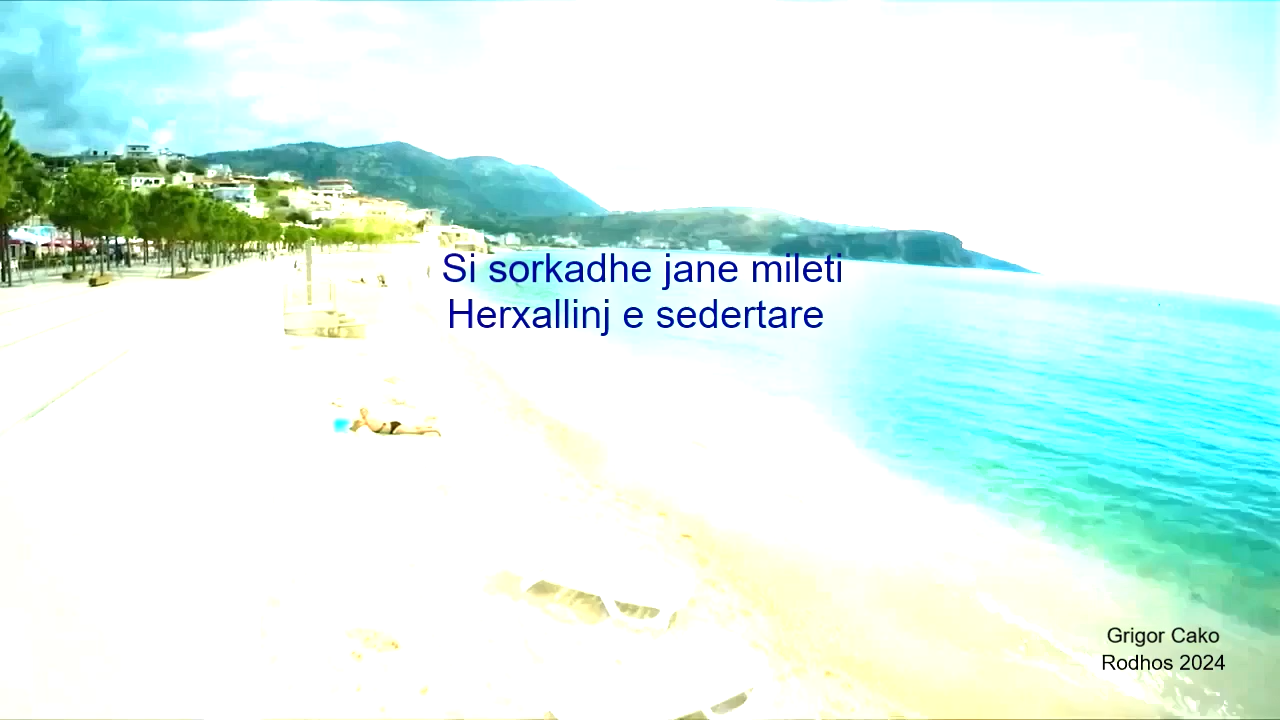 Si sorkadhe jane mileti
Herxallinj e sedertare
Grigor Cako
Rodhos 2024